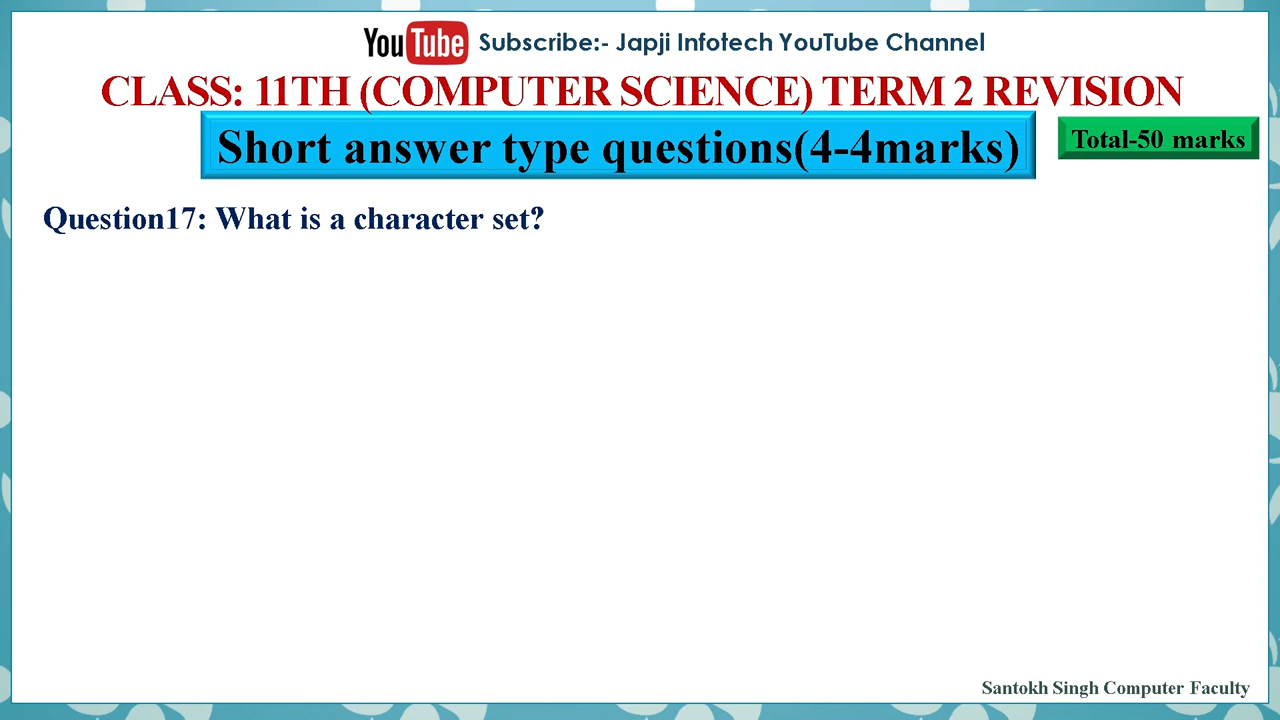 YouTube Subscribe:- Japji Infotech YouTube Channel
CLASS: 11TH (COMPUTER SCIENCE) TERM 2 REVISION
Short answer type questions(4-4marks)
Total-50 marks
Question17: What is a character set?
Santokh Singh Computer Faculty